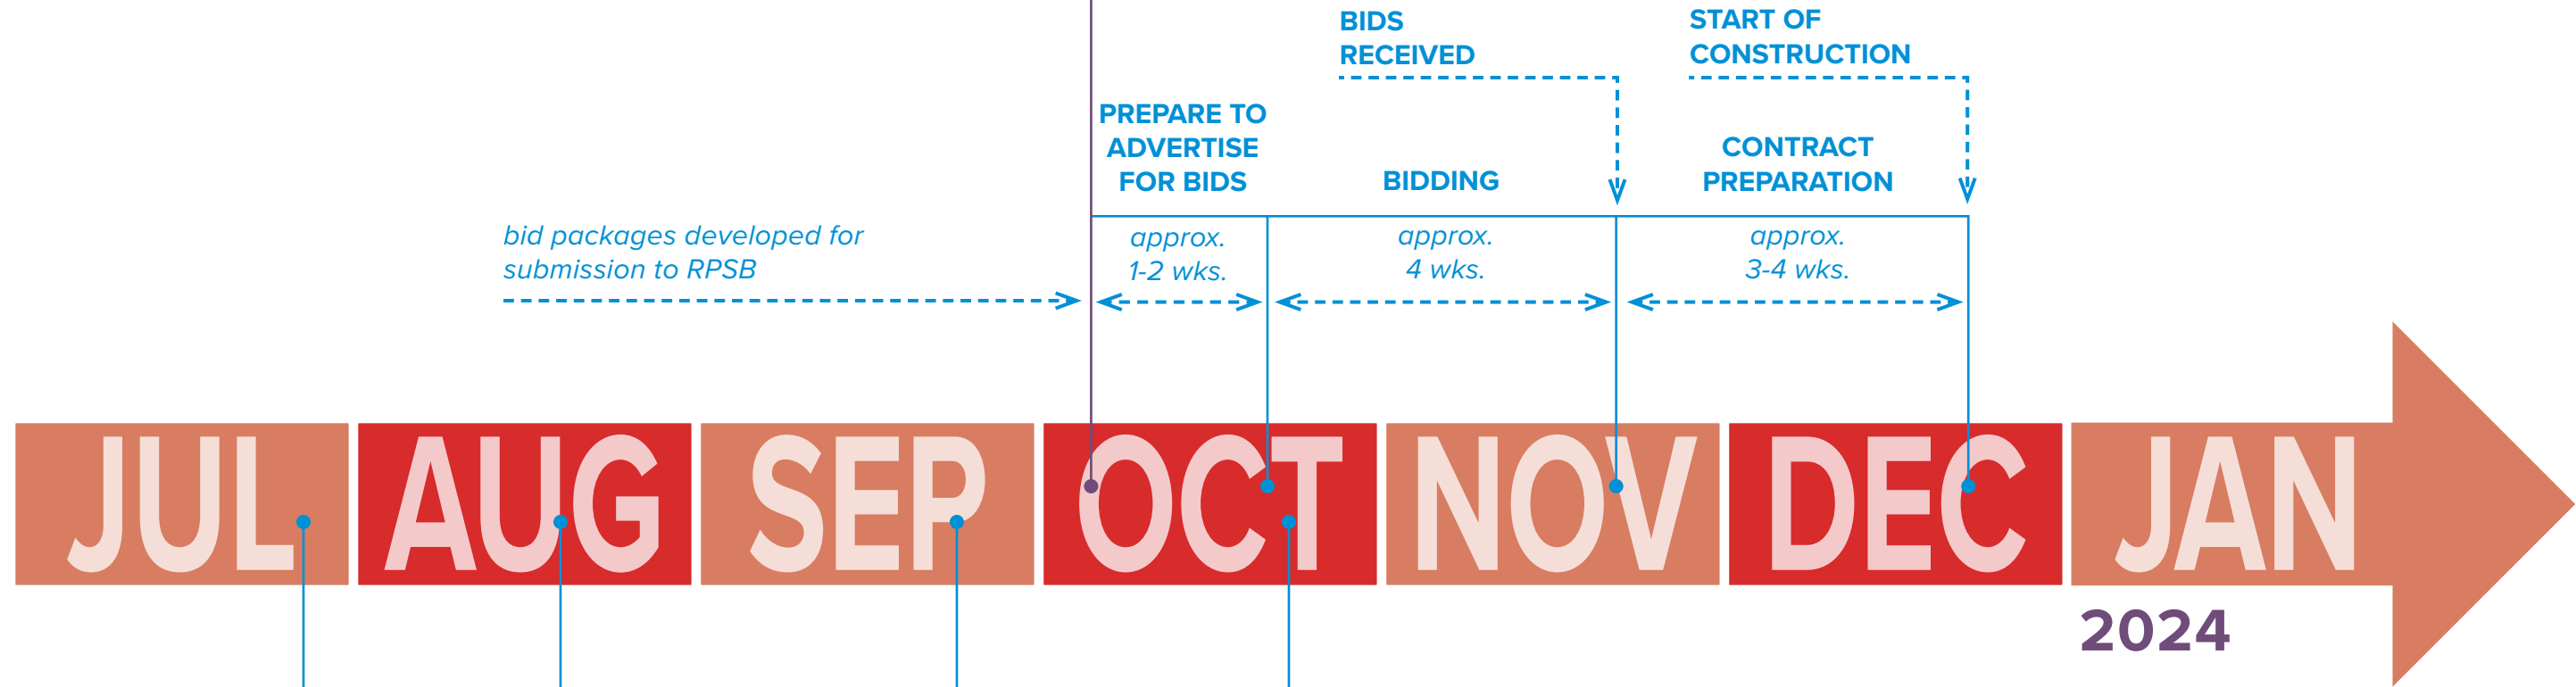 BIDS
RECEIVED
START OF
CONSTRUCTION
PREPARE TO
ADVERTISE
FOR BIDS
BIDDING
CONTRACT
PREPARATION
bid packages developed for
submission to RPSB
approx.
1-2 wks.
approx.
4 wks.
approx.
3-4 wks.
JUL AUG SEP OCT NOV DEC JAN
2024